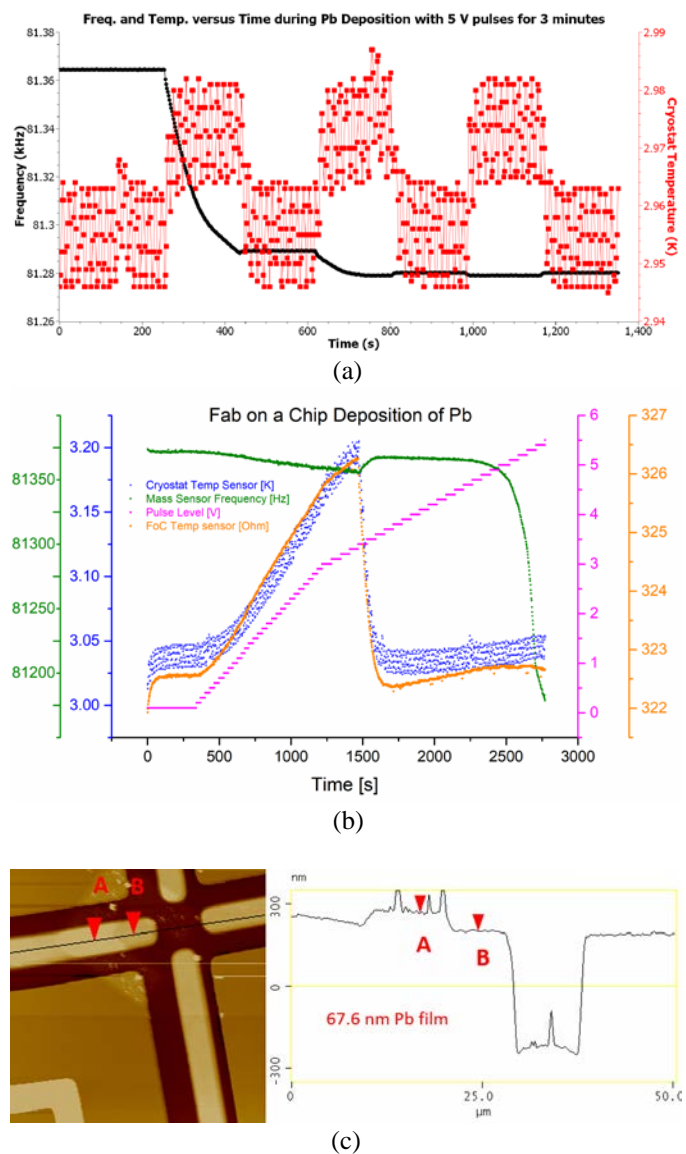 Freq. and Temp. versus Time during Pb Deposition with 5 V pulses for 3 minutes
81.38
81.36
81.34
81.32
81.3
81.28
81.26
Frequency (kHz)
2.99
2.98
2.97
2.96
2.95
2.94
Cryostat Temperature (K)
0 200 400 600 800 1,000 1,200 1,400
Time (s)
(a)
Fab on a Chip Deposition of Pb
81350
81300
81250
81200
3.20
3.15
3.10
3.05
3.00
Cryostat Temp Sensor [K]
Mass Sensor Frequency [Hz]
Pulse Level [V]
FoC Temp sensor [Ohm]
6
5
4
3
2
1
0
327
326
325
324
323
322
0 500 1000 1500 2000 2500 3000
Time [s]
(b)
A B
nm
300
0
-300
A
B
67.6 nm Pb film
0 25.0 50.0
μm
(c)